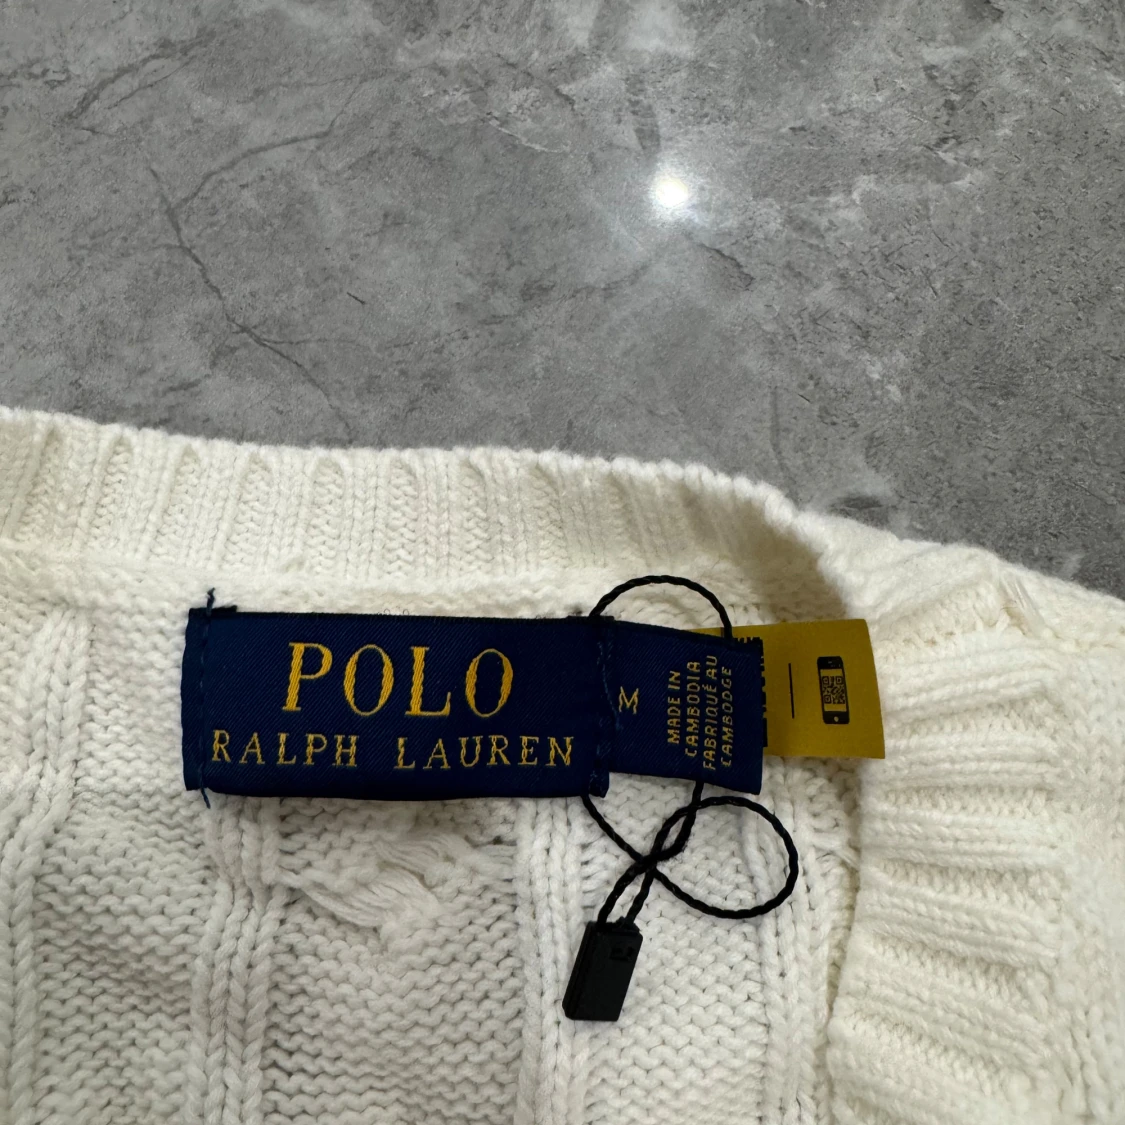 POLO
RALPH LAUREN
M
MADE IN
CAMBODIA
FABRIQUÉ AU
CAMBODGE